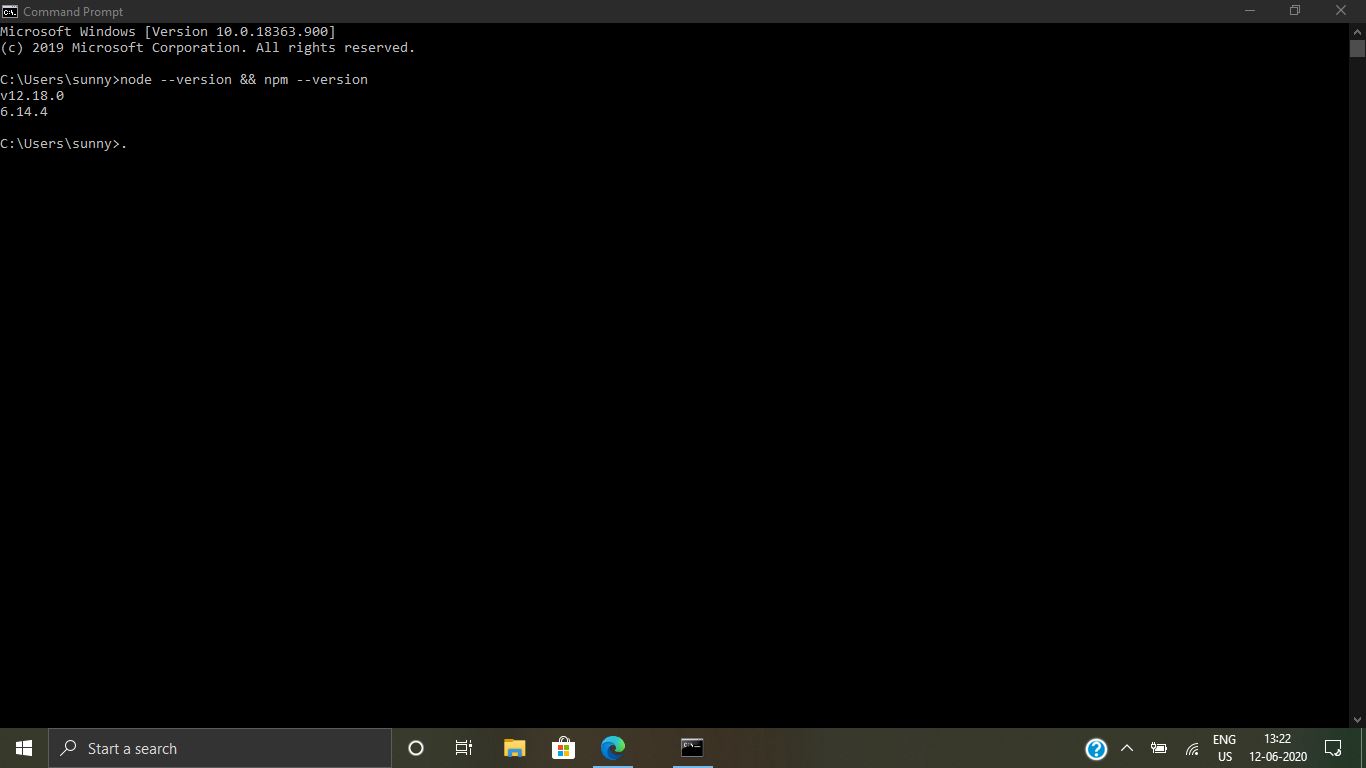 Command Prompt
Microsoft Windows [Version 10.0.18363.900]
(c) 2019 Microsoft Corporation. All rights reserved.
C:\Users\sunny>node --version && npm --version
v12.18.0
6.14.4
C:\Users\sunny>.
Start a search
ENG
US
13:22
12-06-2020